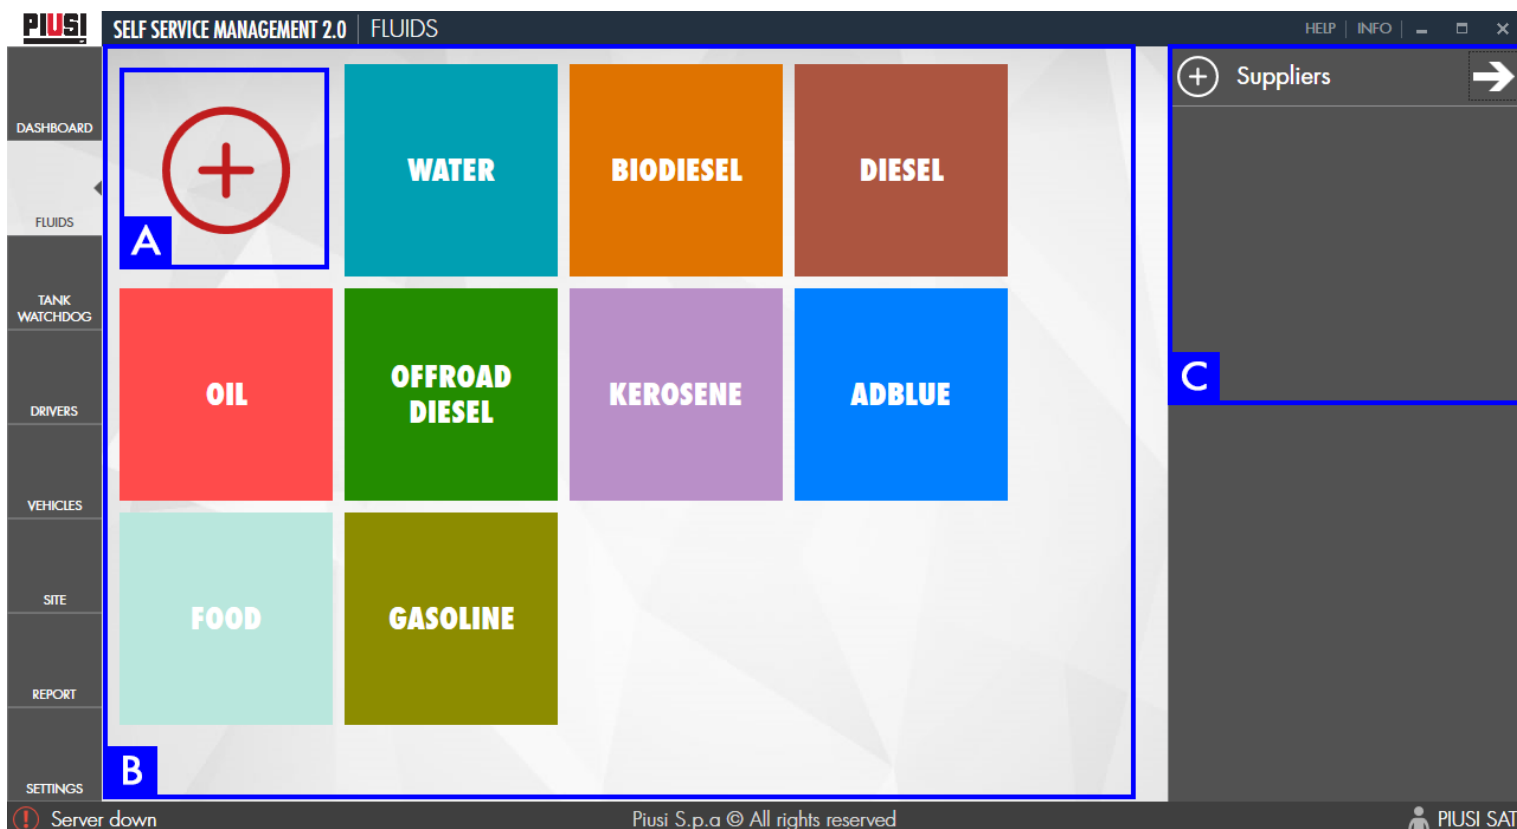 PIUSI
SELF SERVICE MANAGEMENT 2.0 | FLUIDS
HELP | INFO |
DASHBOARD
FLUIDS
TANK
WATCHDOG
DRIVERS
VEHICLES
SITE
REPORT
SETTINGS
A
WATER
BIODIESEL
DIESEL
OIL
OFFROAD
DIESEL
KEROSENE
ADBLUE
FOOD
GASOLINE
B
Suppliers
C
Server down
Piusi S.p.a © All rights reserved
PIUSI SAT